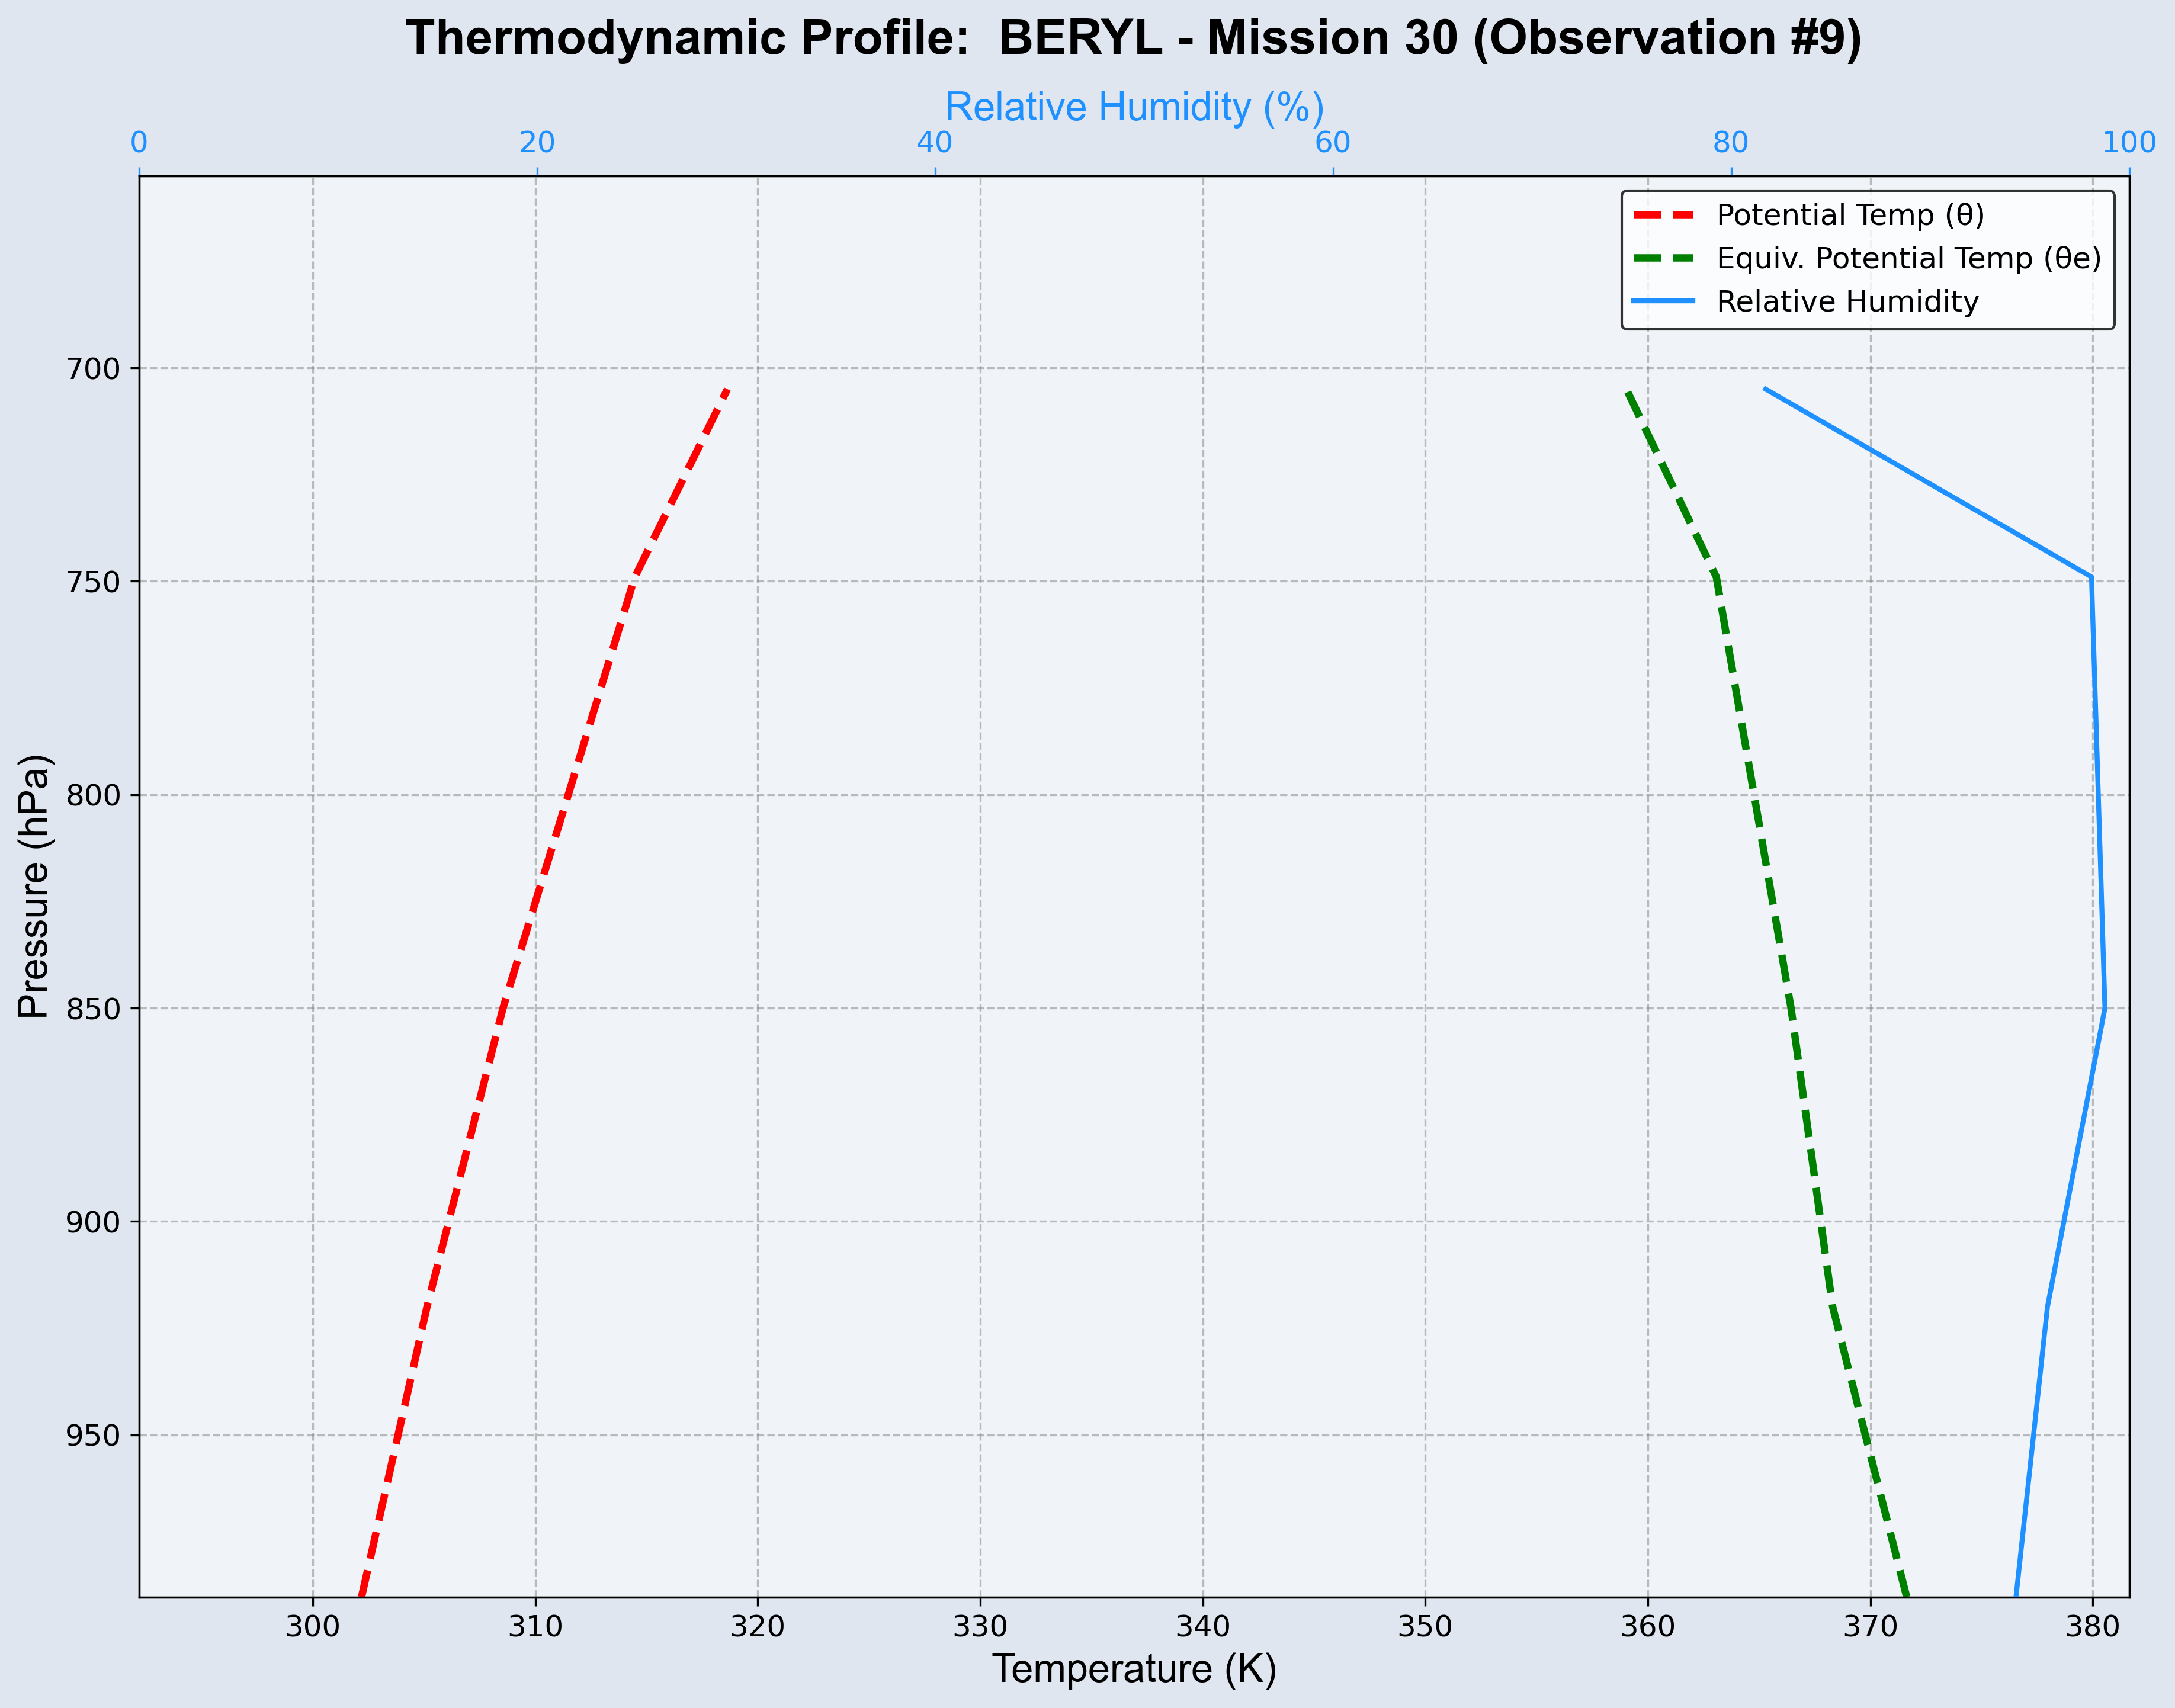 Thermodynamic Profile:  BERYL - Mission 30 (Observation #9)
Relative Humidity (%)
0 20 40 60 80 100
Potential Temp (θ)
Equiv. Potential Temp (θe)
Relative Humidity
700
750
800
850
900
950
Pressure (hPa)
300 310 320 330 340 350 360 370 380
Temperature (K)